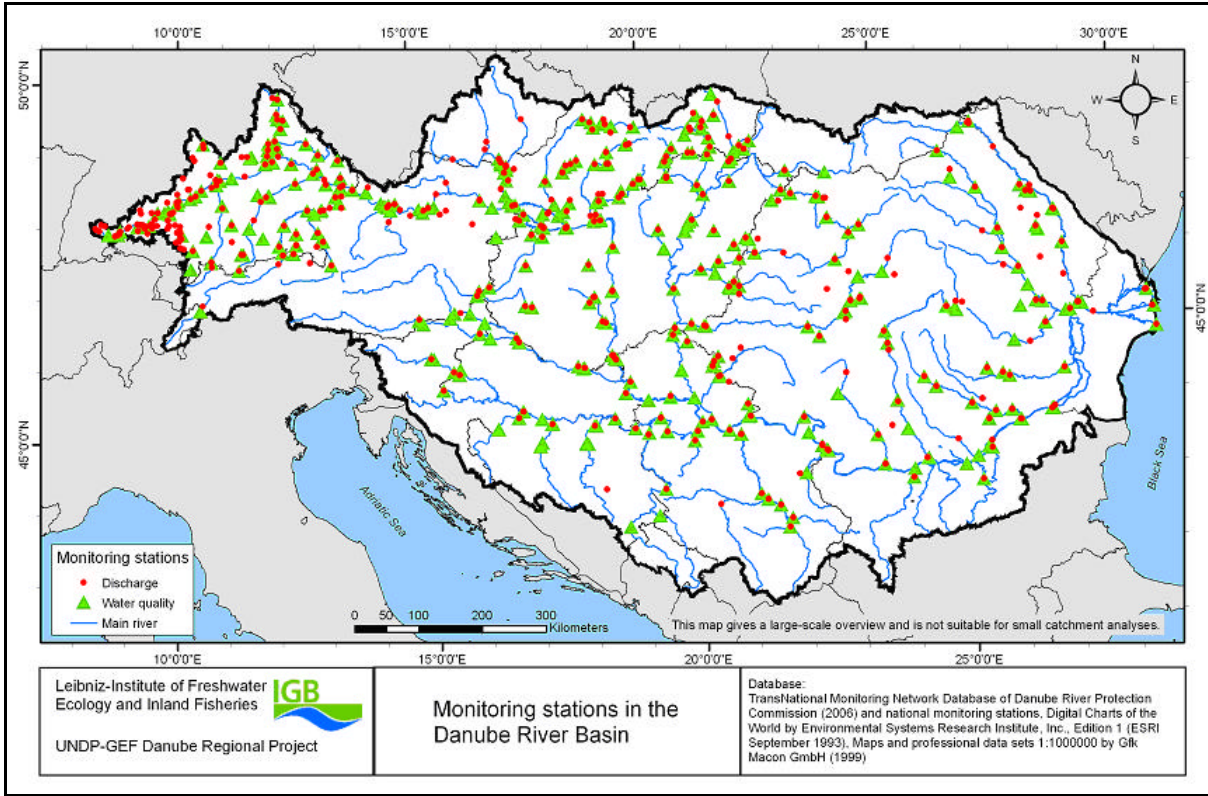 10°0'0"E 15°0'0"E 20°0'0"E 25°0'0"E 30°0'0"E
50°0'0"N
N
W E
S
45°0'0"N
45°0'0"N
Adriatic Sea
Black Sea
Monitoring stations
Discharge
Water quality
Main river
0 50 100 200 300
Kilometers
This map gives a large-scale overview and is not suitable for small catchment analyses.
10°0'0"E 15°0'0"E 20°0'0"E 25°0'0"E
Leibniz-Institute of Freshwater
Ecology and Inland Fisheries
IGB
UNDP-GEF Danube Regional Project
Monitoring stations in the
Danube River Basin
Database:
TransNational Monitoring Network Database of Danube River Protection
Commission (2006) and national monitoring stations, Digital Charts of the
World by Environmental Systems Research Institute, Inc., Edition 1 (ESRI
September 1993), Maps and professional data sets 1:1000000 by Gfk
Macon GmbH (1999)